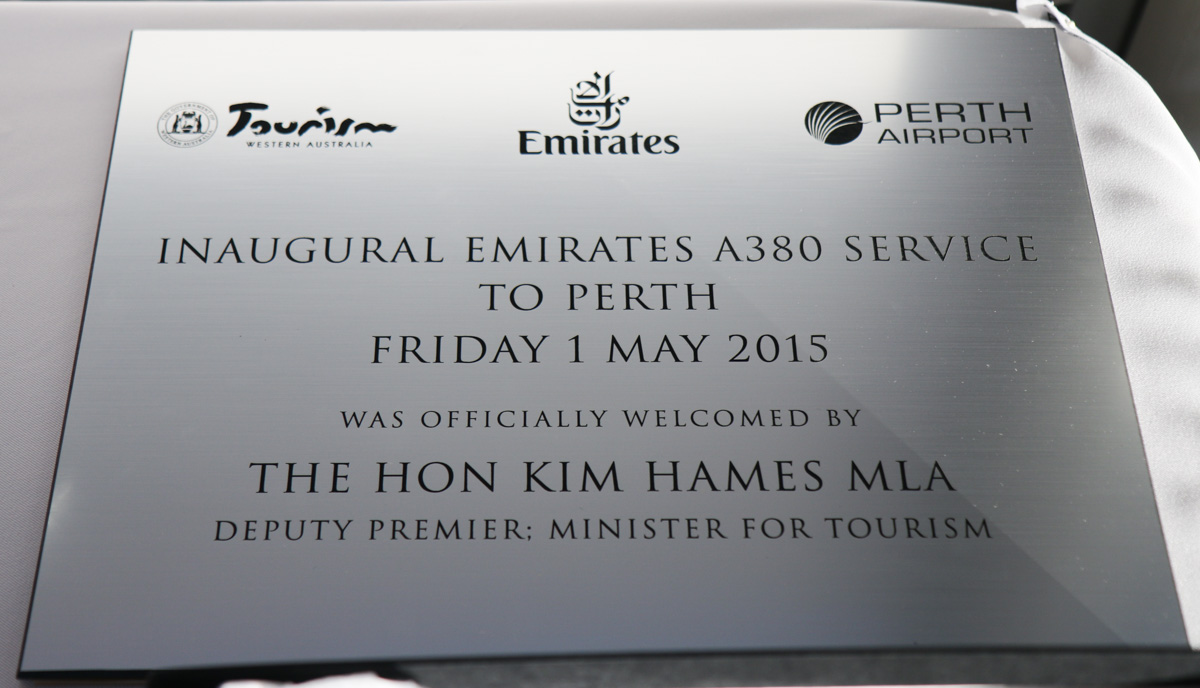 Tourism
WESTERN AUSTRALIA
Emirates
PERTH
AIRPORT
INAUGURAL EMIRATES A380 SERVICE
TO PERTH
FRIDAY 1 MAY 2015
WAS OFFICIALLY WELCOMED BY
THE HON KIM HAMES MLA
DEPUTY PREMIER; MINISTER FOR TOURISM